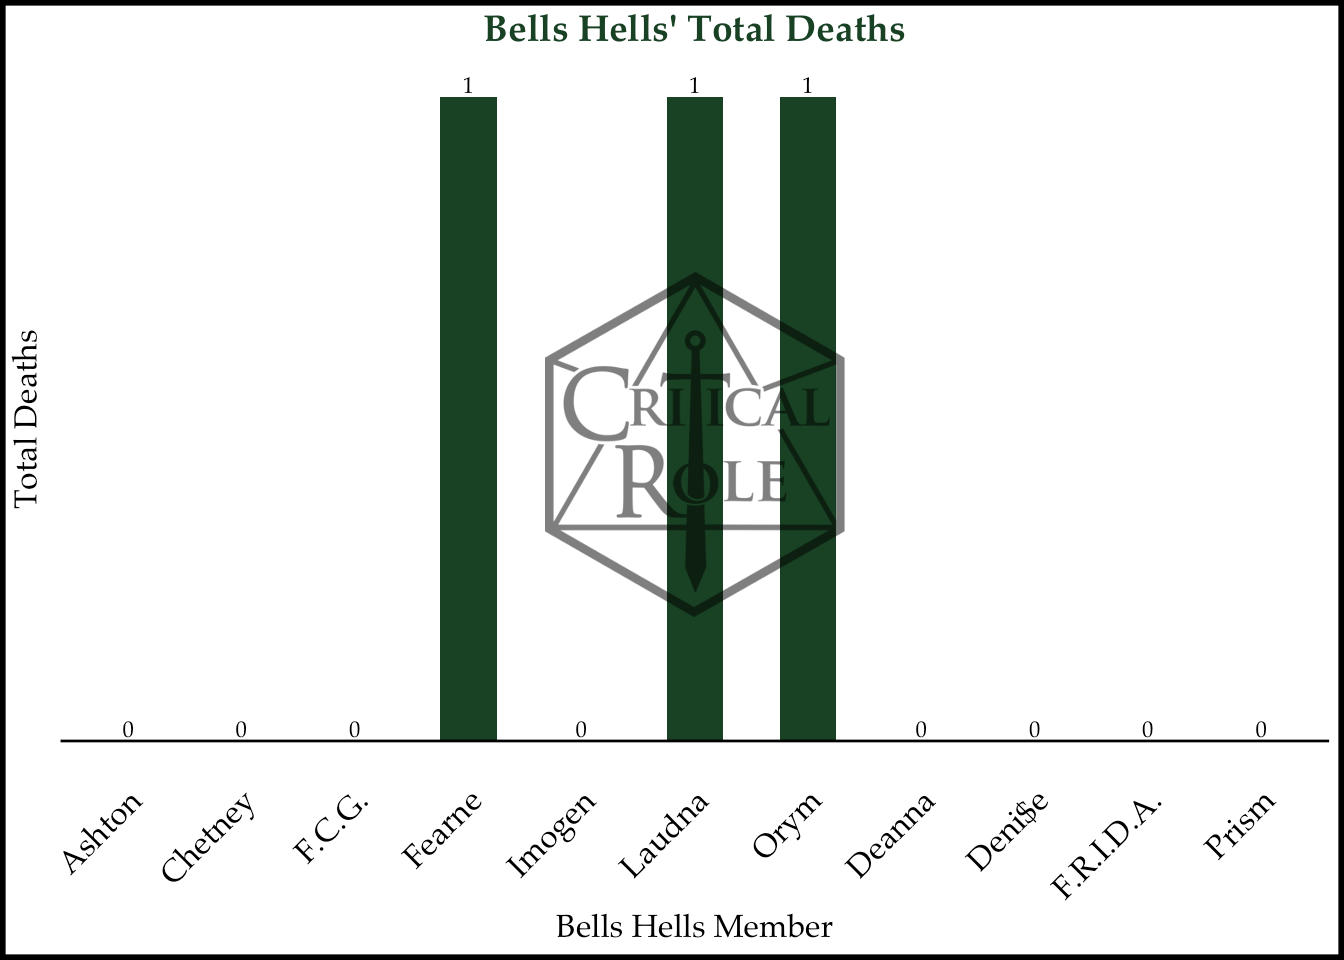 Bells Hells' Total Deaths
1 1 1
Total Deaths
CRITICAL
ROLE
0 0 0 0 0 0 0 0
Ashton Chetney F.C.G. Fearne Imogen Laudna Orym Deanna Deni$e F.R.I.D.A. Prism
Bells Hells Member